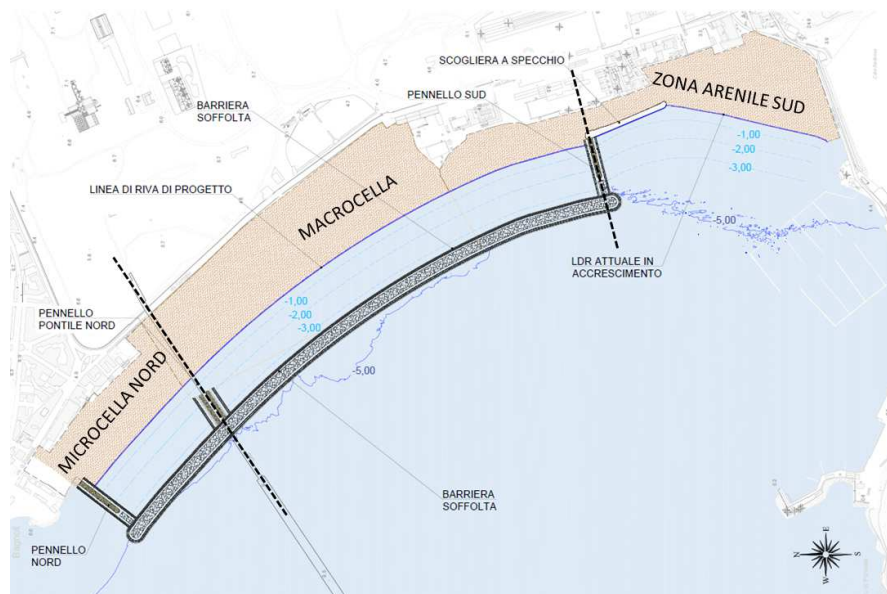 SCOGLIERA A SPECCHIO
PENNELLO SUD
ZONA ARENILE SUD
BARRIERA
SOFFOLTA
-1,00
-2,00
-3,00
LINEA DI RIVA DI PROGETTO
MACROCELLA
-5,00
LDR ATTUALE IN
ACCRESCIMENTO
PENNELLO
PONTILE NORD
-1,00
-2,00
-3,00
-5,00
MICROCELLA NORD
BARRIERA
SOFFOLTA
PENNELLO
NORD
Bagnoli
N
E
S
W